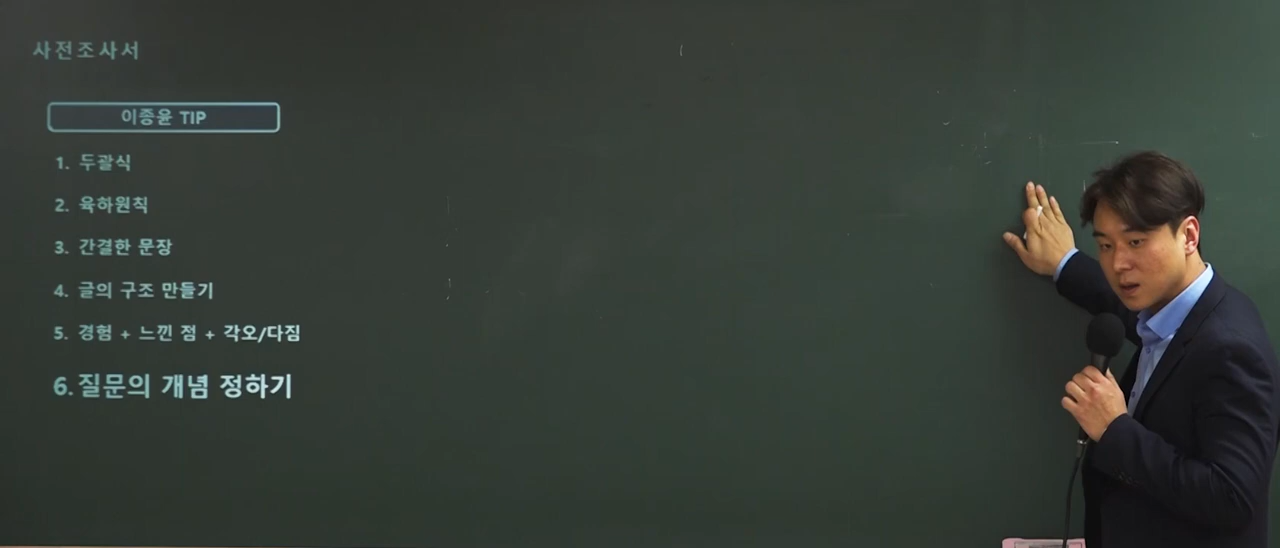 사전조사서
이종윤 TIP
1. 두괄식
2. 육하원칙
3. 간결한 문장
4. 글의 구조 만들기
5. 경험 + 느낀 점 + 각오/다짐
6. 질문의 개념 정하기